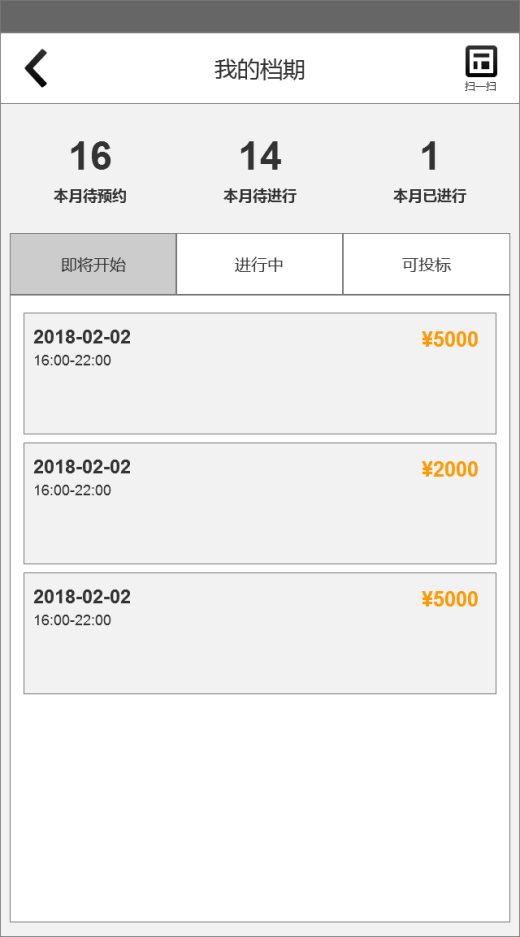 我的档期
扫一扫
16
14
1
本月待预约
本月待进行
本月已进行
即将开始
进行中
可投标
2018-02-02
¥5000
16:00-22:00
2018-02-02
¥2000
16:00-22:00
2018-02-02
¥5000
16:00-22:00